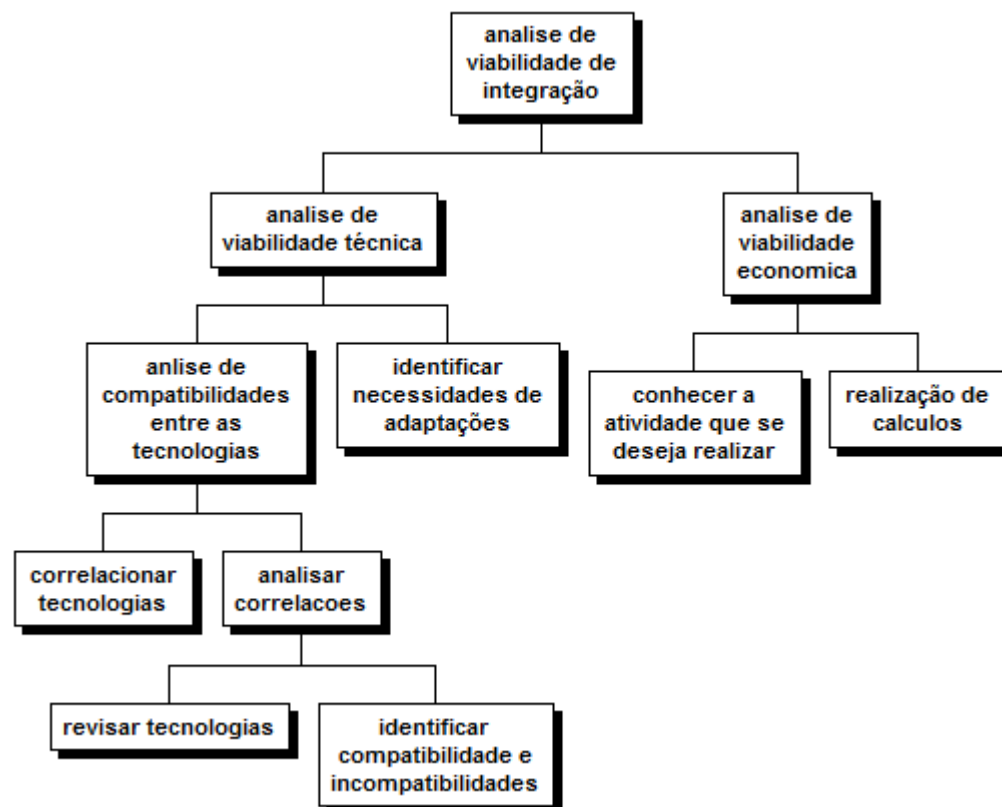 analise de
viabilidade de
integração
analise de
viabilidade técnica
analise de
viabilidade
economica
anlise de
compatibilidades
entre as
tecnologias
identificar
necessidades de
adaptações
conhecer a
atividade que se
deseja realizar
realização de
calculos
correlacionar
tecnologias
analisar
correlacoes
revisar tecnologias
identificar
compatibilidade e
incompatibilidades